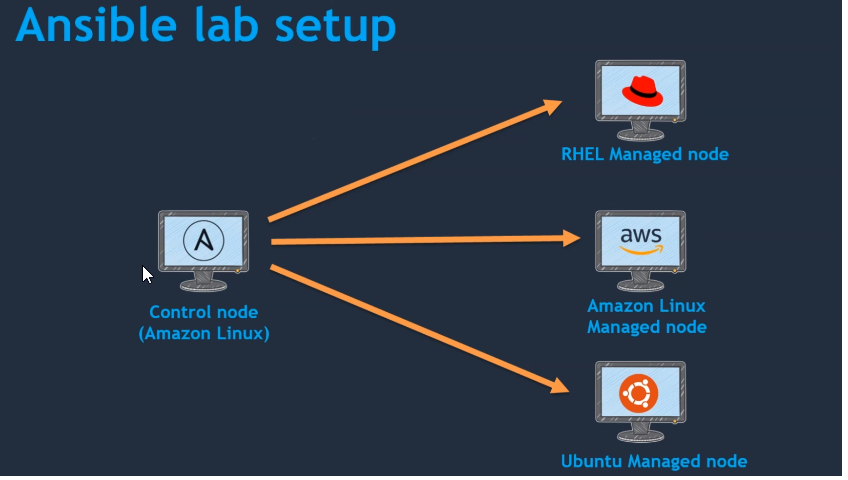 Ansible lab setup
RHEL Managed node
aws
Control node
(Amazon Linux)
Amazon Linux
Managed node
Ubuntu Managed node